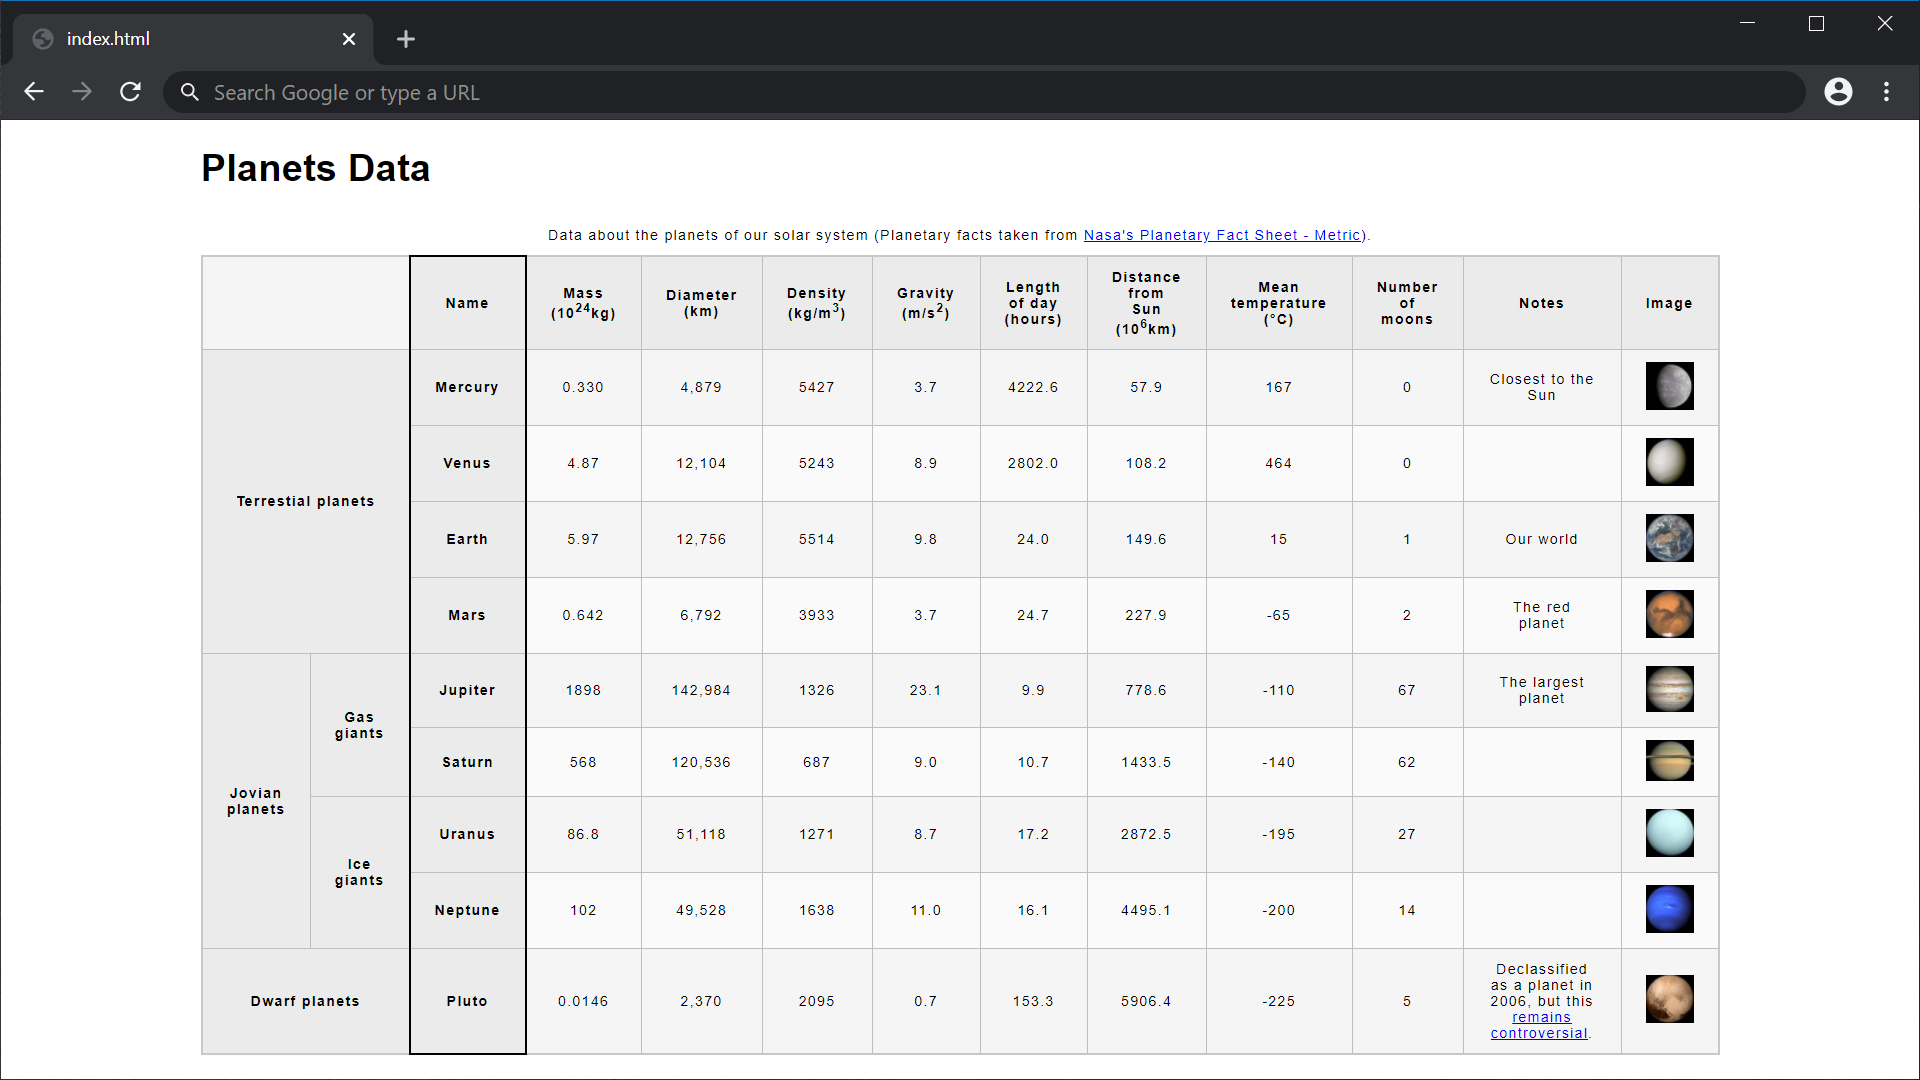 index.html
Search Google or type a URL
Planets Data
Data about the planets of our solar system (Planetary facts taken from Nasa's Planetary Fact Sheet - Metric).
Name
Mass
(10²⁴kg)
Diameter
(km)
Density
(kg/m³)
Gravity
(m/s²)
Length
of day
(hours)
Distance
from
Sun
(10⁶km)
Mean
temperature
(°C)
Number
of
moons
Notes
Image
Terrestial planets
Mercury 0.330 4,879 5427 3.7 4222.6 57.9 167 0
Closest to the
Sun
Venus 4.87 12,104 5243 8.9 2802.0 108.2 464 0
Earth 5.97 12,756 5514 9.8 24.0 149.6 15 1 Our world
Mars 0.642 6,792 3933 3.7 24.7 227.9 -65 2
The red
planet
Jovian
planets
Gas
giants
Jupiter 1898 142,984 1326 23.1 9.9 778.6 -110 67
The largest
planet
Saturn 568 120,536 687 9.0 10.7 1433.5 -140 62
Ice
giants
Uranus 86.8 51,118 1271 8.7 17.2 2872.5 -195 27
Neptune 102 49,528 1638 11.0 16.1 4495.1 -200 14
Dwarf planets
Pluto 0.0146 2,370 2095 0.7 153.3 5906.4 -225 5
Declassified
as a planet in
2006, but this
remains
controversial.